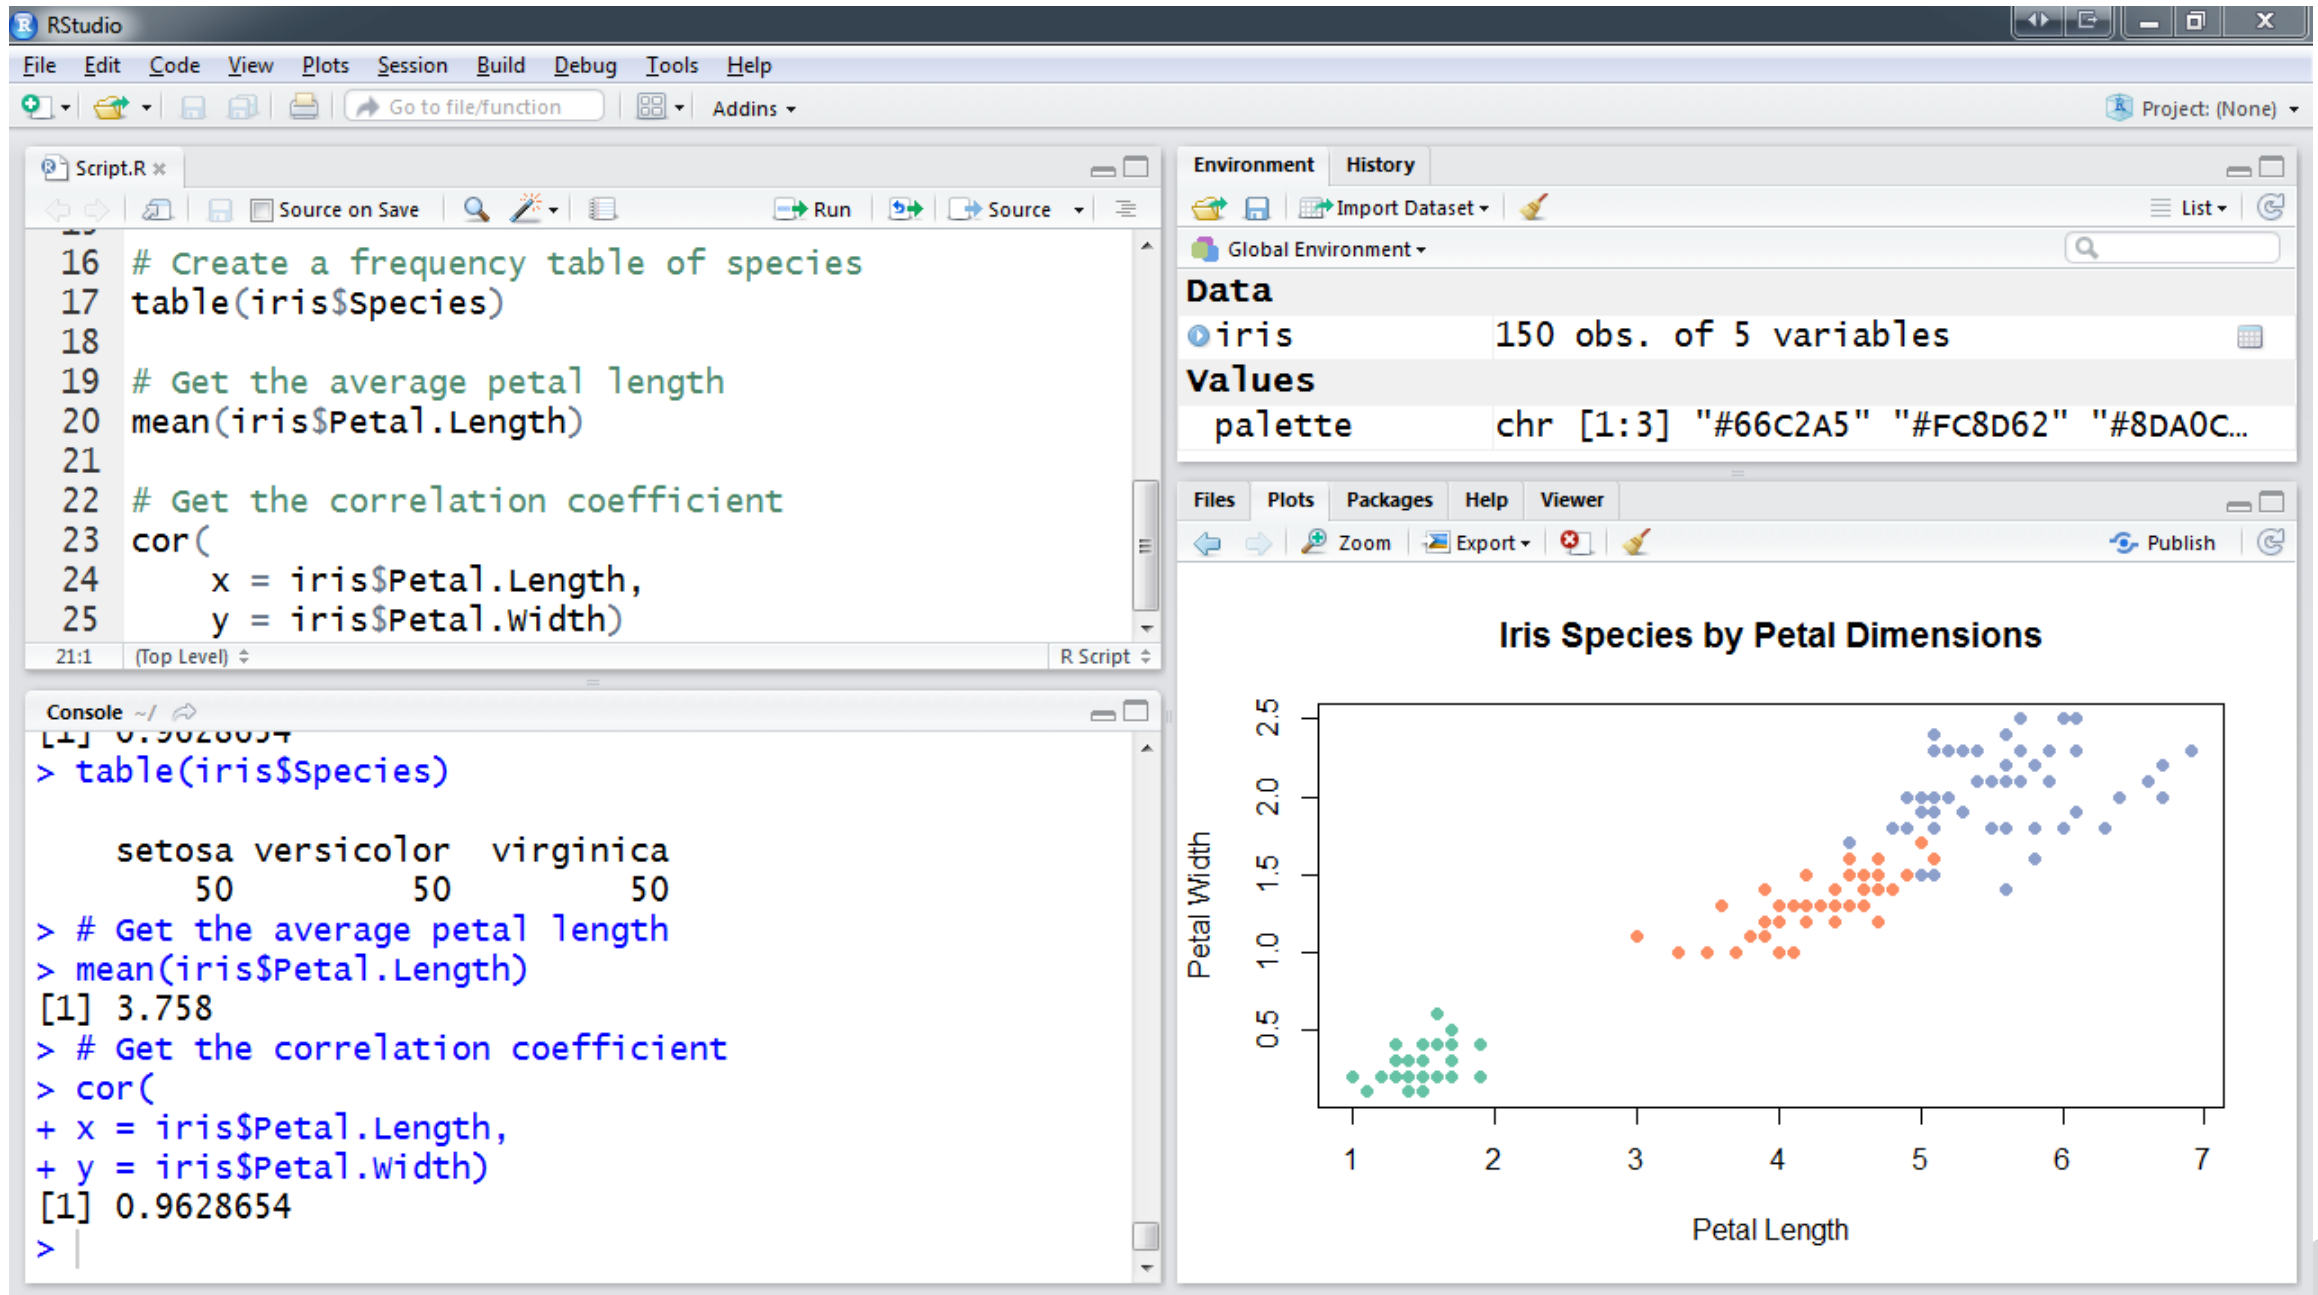 RStudio
File Edit Code View Plots Session Build Debug Tools Help
Go to file/function Addins
Project: (None)
Script.R
Source on Save Run Source
16 # Create a frequency table of species
17 table(iris$Species)
18
19 # Get the average petal length
20 mean(iris$Petal.Length)
21
22 # Get the correlation coefficient
23 cor(
24     x = iris$Petal.Length,
25     y = iris$Petal.Width)
21:1 (Top Level) R Script
Console ~/
[1] 0.9628654
> table(iris$Species)
setosa versicolor virginica
50 50 50
> # Get the average petal length
> mean(iris$Petal.Length)
[1] 3.758
> # Get the correlation coefficient
> cor(
+ x = iris$Petal.Length,
+ y = iris$Petal.Width)
[1] 0.9628654
>
Environment History
Import Dataset List
Global Environment
Data
iris 150 obs. of 5 variables
Values
palette chr [1:3] "#66C2A5" "#FC8D62" "#8DA0C…
Files Plots Packages Help Viewer
Zoom Export Publish
Iris Species by Petal Dimensions
Petal Width
2.5
2.0
1.5
1.0
0.5
1 2 3 4 5 6 7
Petal Length